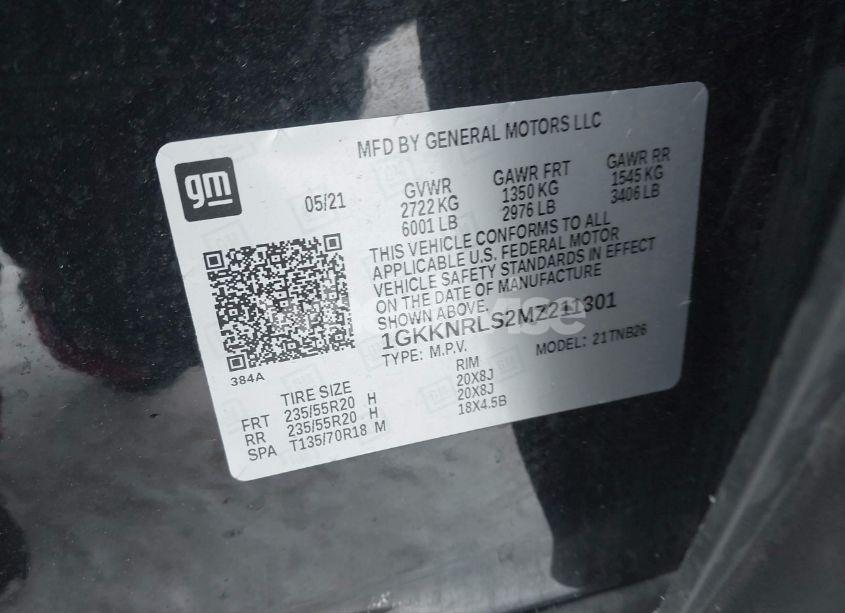 MFD BY GENERAL MOTORS LLC
gm
05/21
GVWR GAWR FRT GAWR RR
2722 KG 1350 KG 1545 KG
6001 LB 2976 LB 3406 LB
THIS VEHICLE CONFORMS TO ALL
APPLICABLE U.S. FEDERAL MOTOR
VEHICLE SAFETY STANDARDS IN EFFECT
ON THE DATE OF MANUFACTURE
SHOWN ABOVE.
1GKKNRLS2MZ211301
TYPE: M.P.V. MODEL: 21TNB26
384A
TIRE SIZE RIM
FRT 235/55R20 H 20X8J
RR 235/55R20 H 20X8J
SPA T135/70R18 M 18X4.5B